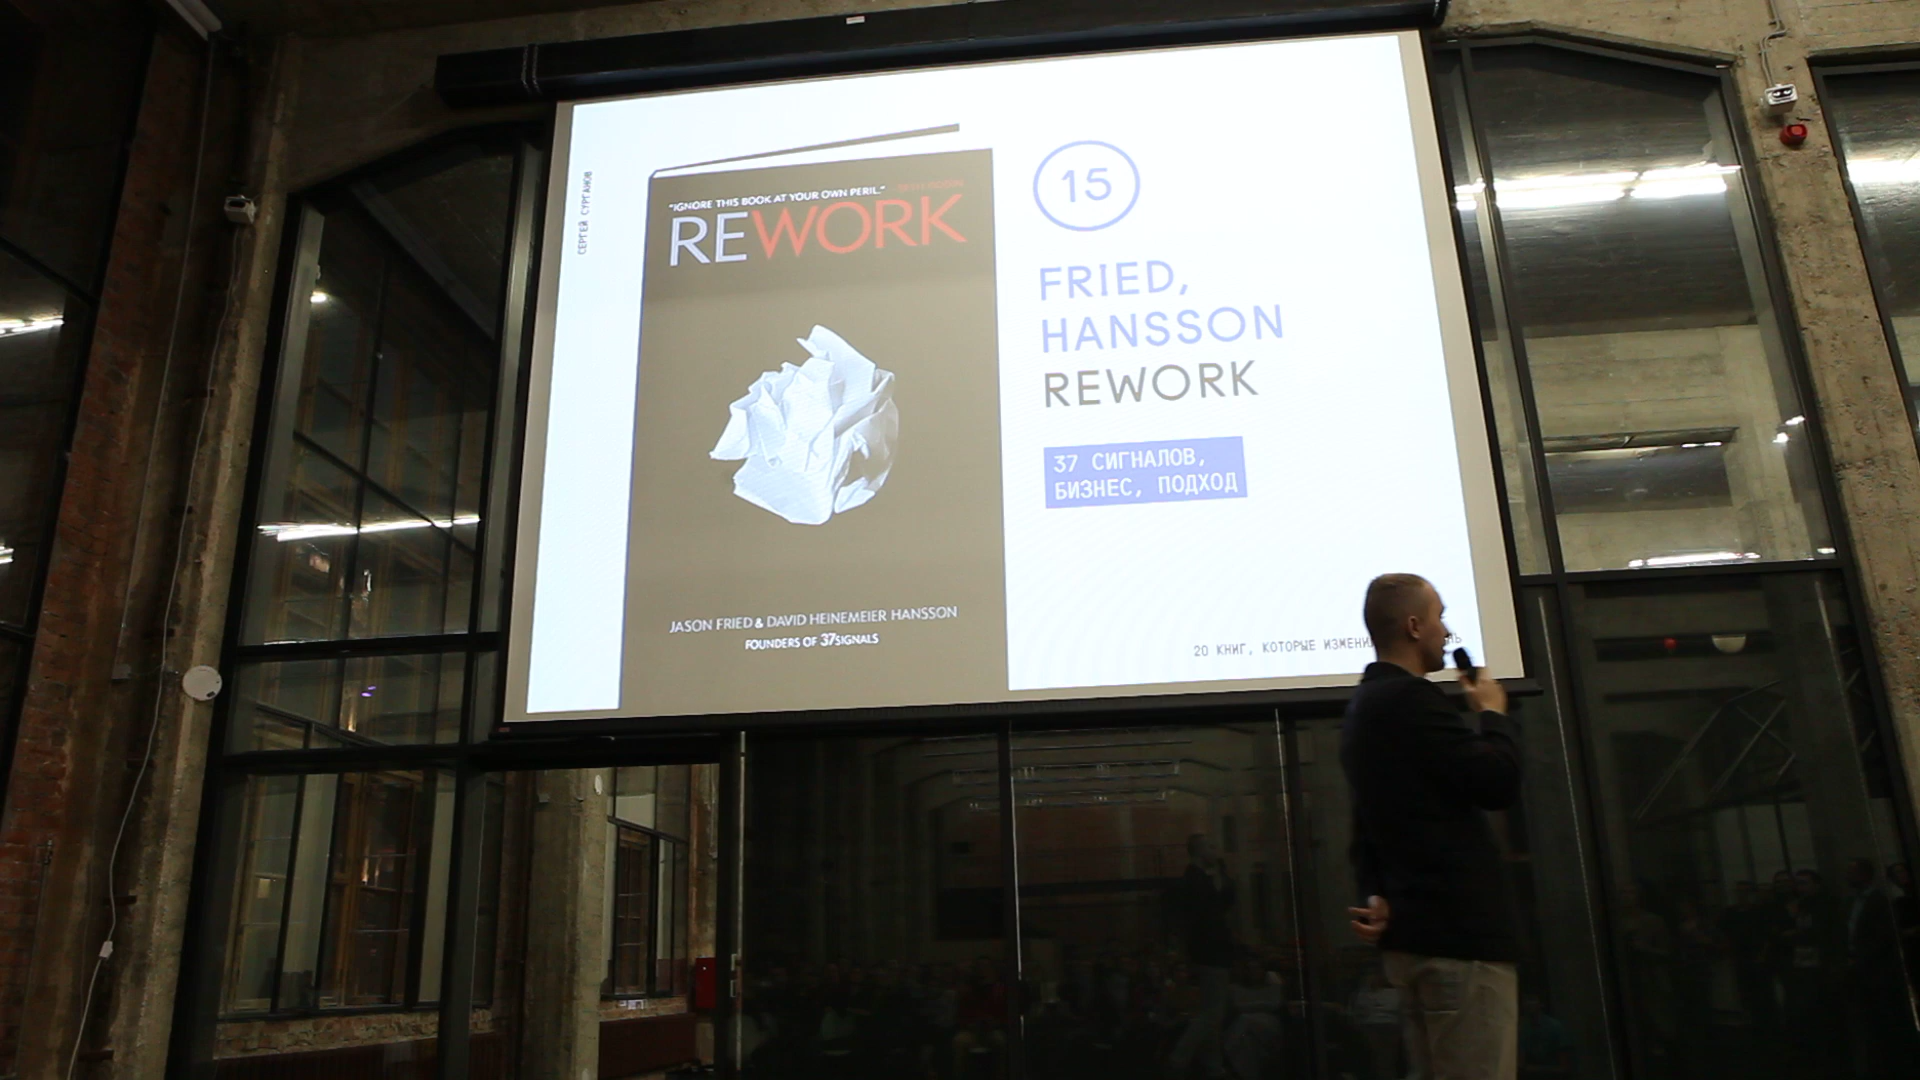 СЕРГЕЙ СУРГАНОВ
"IGNORE THIS BOOK AT YOUR OWN PERIL."
REWORK
JASON FRIED & DAVID HEINEMEIER HANSSON
FOUNDERS OF 37SIGNALS
15
FRIED,
HANSSON
REWORK
37 СИГНАЛОВ,
БИЗНЕС, ПОДХОД
20 КНИГ, КОТОРЫЕ